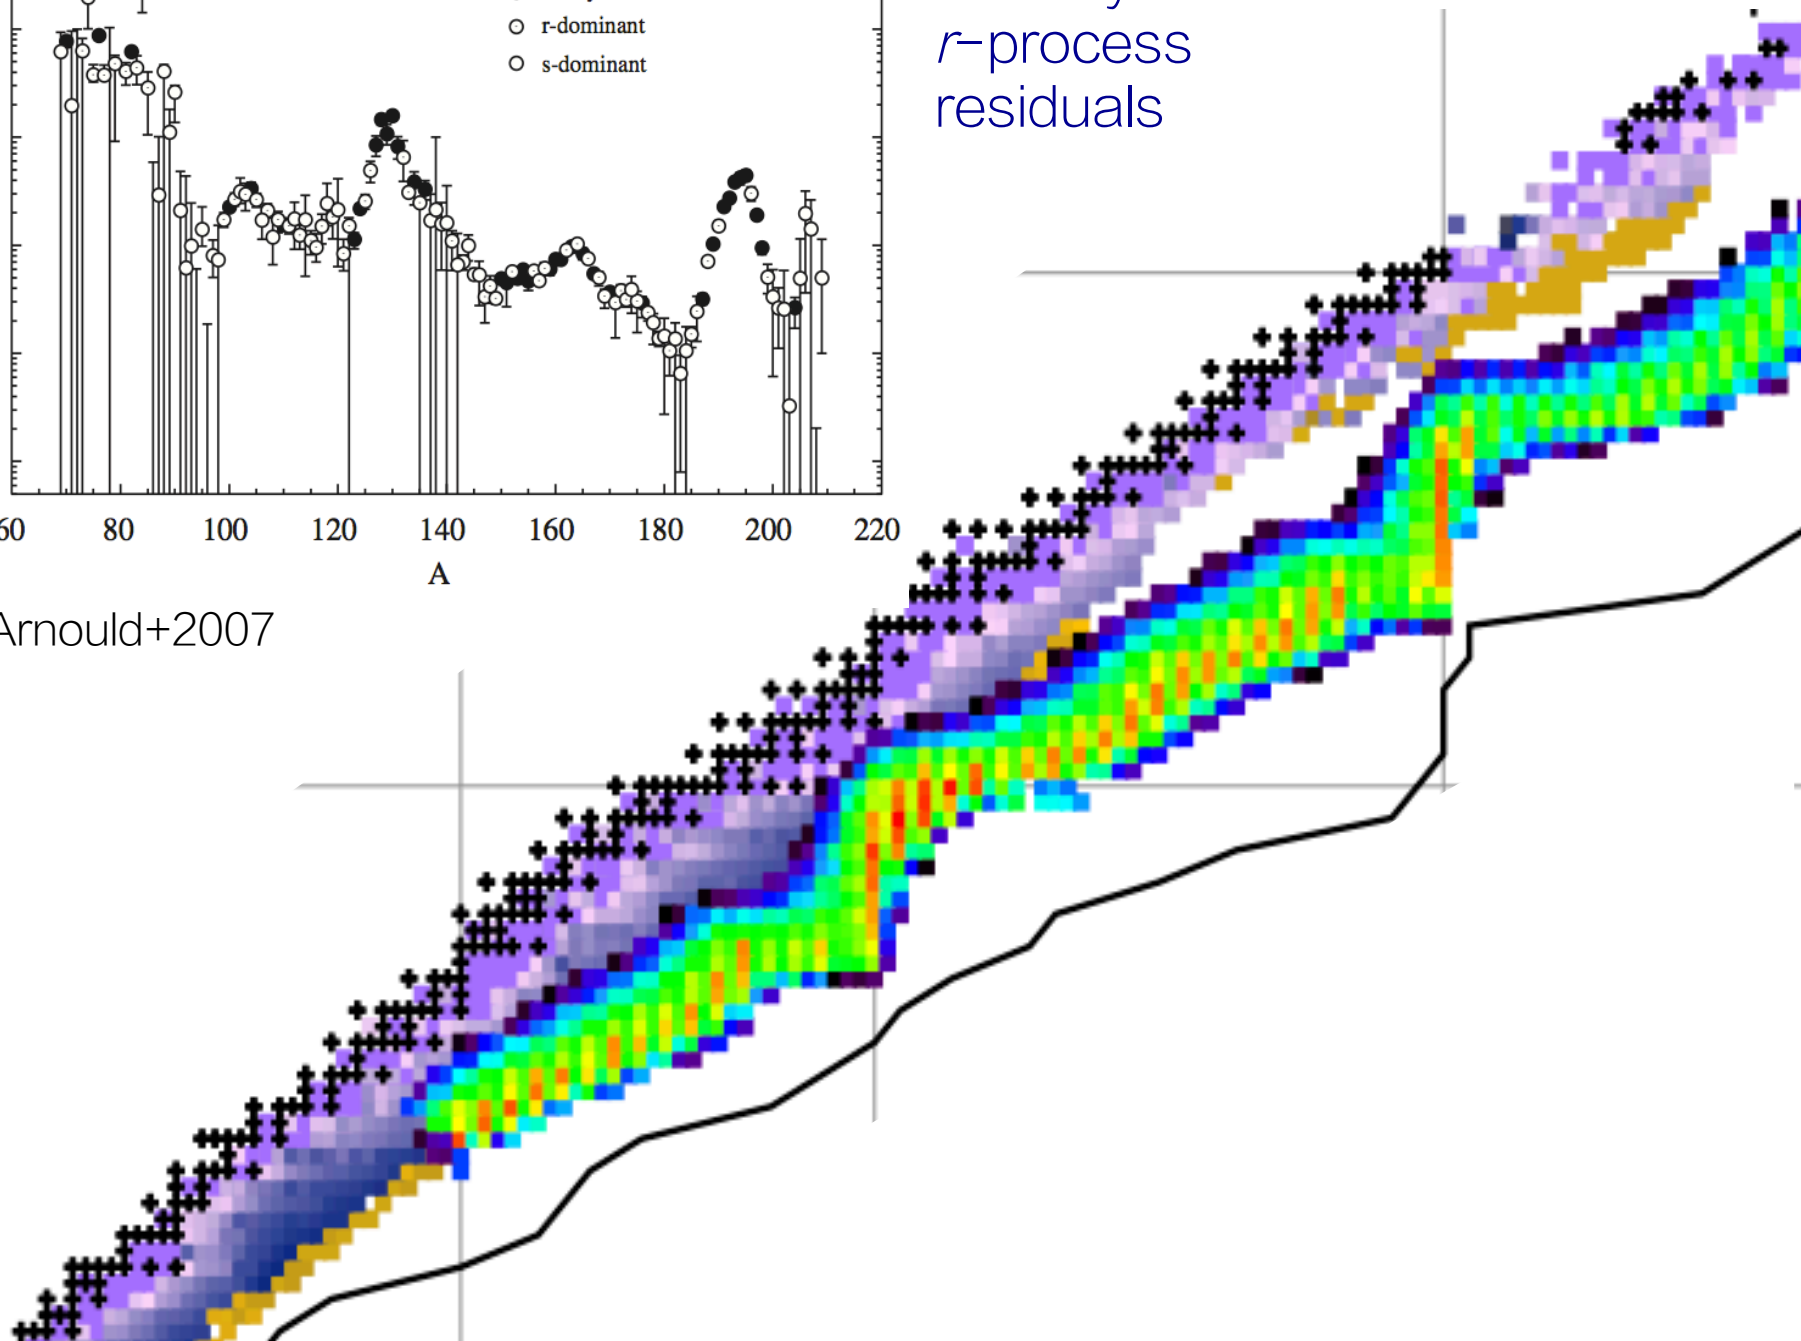 r-dominant
s-dominant
r-process
residuals
60 80 100 120 140 160 180 200 220
A
Arnould+2007